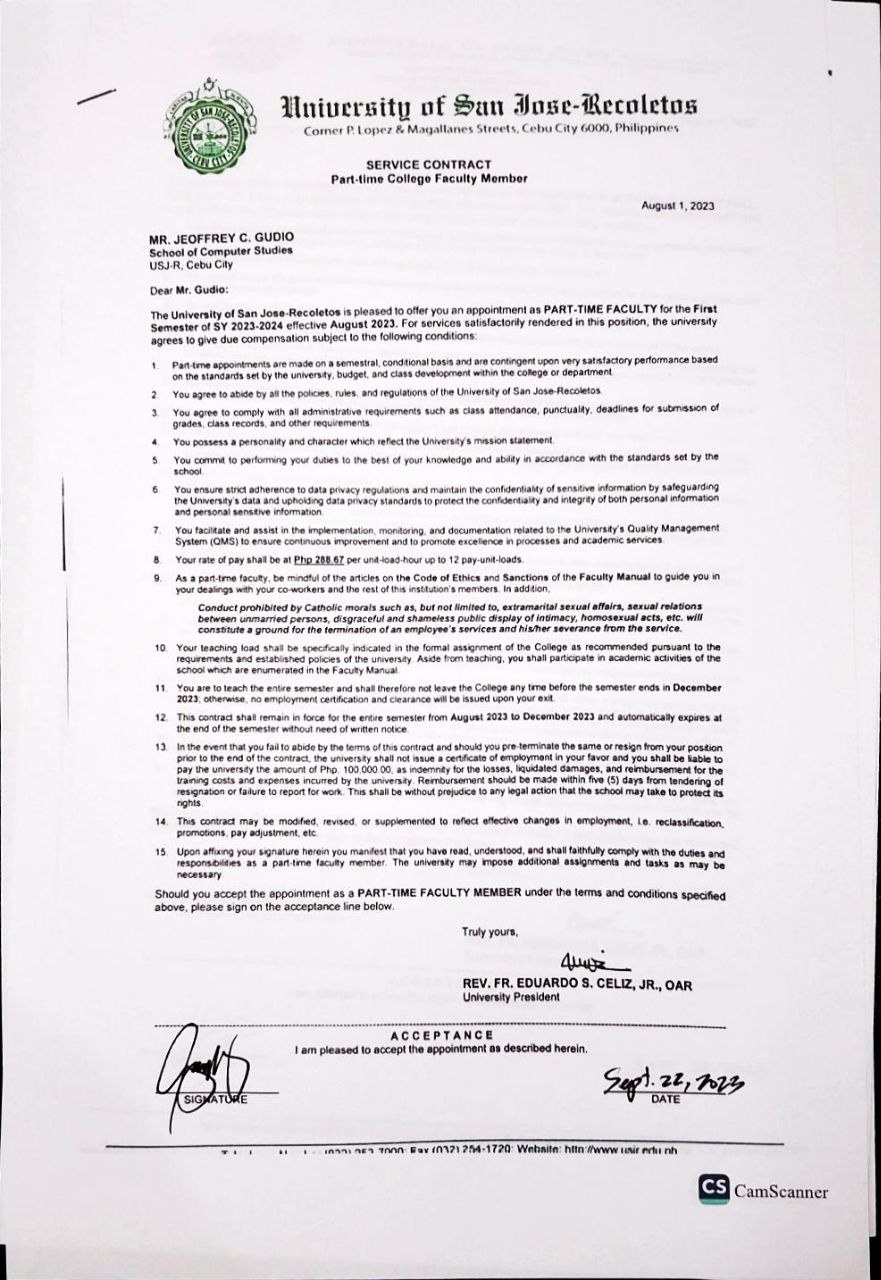 University of San Jose-Recoletos
Corner P. Lopez & Magallanes Streets, Cebu City 6000, Philippines
SERVICE CONTRACT
Part-time College Faculty Member
August 1, 2023
MR. JEOFFREY C. GUDIO
School of Computer Studies
USJ-R, Cebu City
Dear Mr. Gudio:
The University of San Jose-Recoletos is pleased to offer you an appointment as PART-TIME FACULTY for the First
Semester of SY 2023-2024 effective August 2023. For services satisfactorily rendered in this position, the university
agrees to give due compensation subject to the following conditions:
1. Part-time appointments are made on a semestral, conditional basis and are contingent upon very satisfactory performance based
on the standards set by the university, budget, and class development within the college or department.
2. You agree to abide by all the policies, rules, and regulations of the University of San Jose-Recoletos.
3. You agree to comply with all administrative requirements such as class attendance, punctuality, deadlines for submission of
grades, class records, and other requirements.
4. You possess a personality and character which reflect the University's mission statement.
5. You commit to performing your duties to the best of your knowledge and ability in accordance with the standards set by the
school.
6. You ensure strict adherence to data privacy regulations and maintain the confidentiality of sensitive information by safeguarding
the University's data and upholding data privacy standards to protect the confidentiality and integrity of both personal information
and personal sensitive information.
7. You facilitate and assist in the implementation, monitoring, and documentation related to the University's Quality Management
System (QMS) to ensure continuous improvement and to promote excellence in processes and academic services.
8. Your rate of pay shall be at Php 288.67 per unit-load-hour up to 12 pay-unit-loads.
9. As a part-time faculty, be mindful of the articles on the Code of Ethics and Sanctions of the Faculty Manual to guide you in
your dealings with your co-workers and the rest of this institution's members. In addition,
Conduct prohibited by Catholic morals such as, but not limited to, extramarital sexual affairs, sexual relations
between unmarried persons, disgraceful and shameless public display of intimacy, homosexual acts, etc. will
constitute a ground for the termination of an employee's services and his/her severance from the service.
10. Your teaching load shall be specifically indicated in the formal assignment of the College as recommended pursuant to the
requirements and established policies of the university. Aside from teaching, you shall participate in academic activities of the
school which are enumerated in the Faculty Manual.
11. You are to teach the entire semester and shall therefore not leave the College any time before the semester ends in December
2023; otherwise, no employment certification and clearance will be issued upon your exit.
12. This contract shall remain in force for the entire semester from August 2023 to December 2023 and automatically expires at
the end of the semester without need of written notice.
13. In the event that you fail to abide by the terms of this contract and should you pre-terminate the same or resign from your position
prior to the end of the contract, the university shall not issue a certificate of employment in your favor and you shall be liable to
pay the university the amount of Php. 100,000.00, as indemnity for the losses, liquidated damages, and reimbursement for the
training costs and expenses incurred by the university. Reimbursement should be made within five (5) days from tendering of
resignation or failure to report for work. This shall be without prejudice to any legal action that the school may take to protect its
rights.
14. This contract may be modified, revised, or supplemented to reflect effective changes in employment, i.e. reclassification,
promotions, pay adjustment, etc.
15. Upon affixing your signature herein you manifest that you have read, understood, and shall faithfully comply with the duties and
responsibilities as a part-time faculty member. The university may impose additional assignments and tasks as may be
necessary
Should you accept the appointment as a PART-TIME FACULTY MEMBER under the terms and conditions specified
above, please sign on the acceptance line below.
Truly yours,
REV. FR. EDUARDO S. CELIZ, JR., OAR
University President
ACCEPTANCE
I am pleased to accept the appointment as described herein.
Sept. 22, 2023
SIGNATURE
DATE
Fax (032) 254-1720: Website: http://www.usjr.edu.ph
CS CamScanner